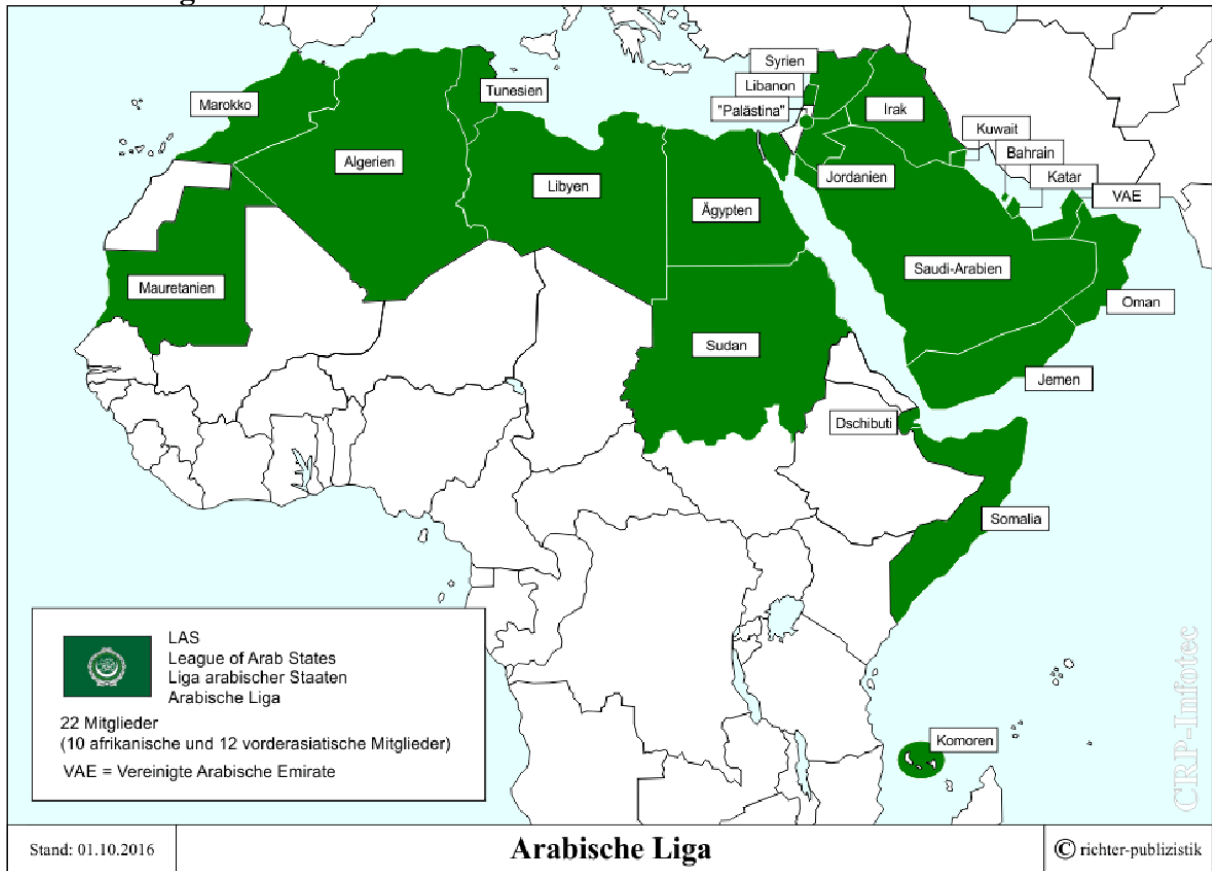 Marokko
Tunesien
Syrien
Libanon
"Palästina"
Irak
Kuwait
Bahrain
Katar
VAE
Algerien
Libyen
Ägypten
Jordanien
Saudi-Arabien
Oman
Mauretanien
Sudan
Jemen
Dschibuti
Somalia
Komoren
LAS
League of Arab States
Liga arabischer Staaten
Arabische Liga
22 Mitglieder
(10 afrikanische und 12 vorderasiatische Mitglieder)
VAE = Vereinigte Arabische Emirate
CRP-Infotec
Stand: 01.10.2016
Arabische Liga
© richter-publizistik